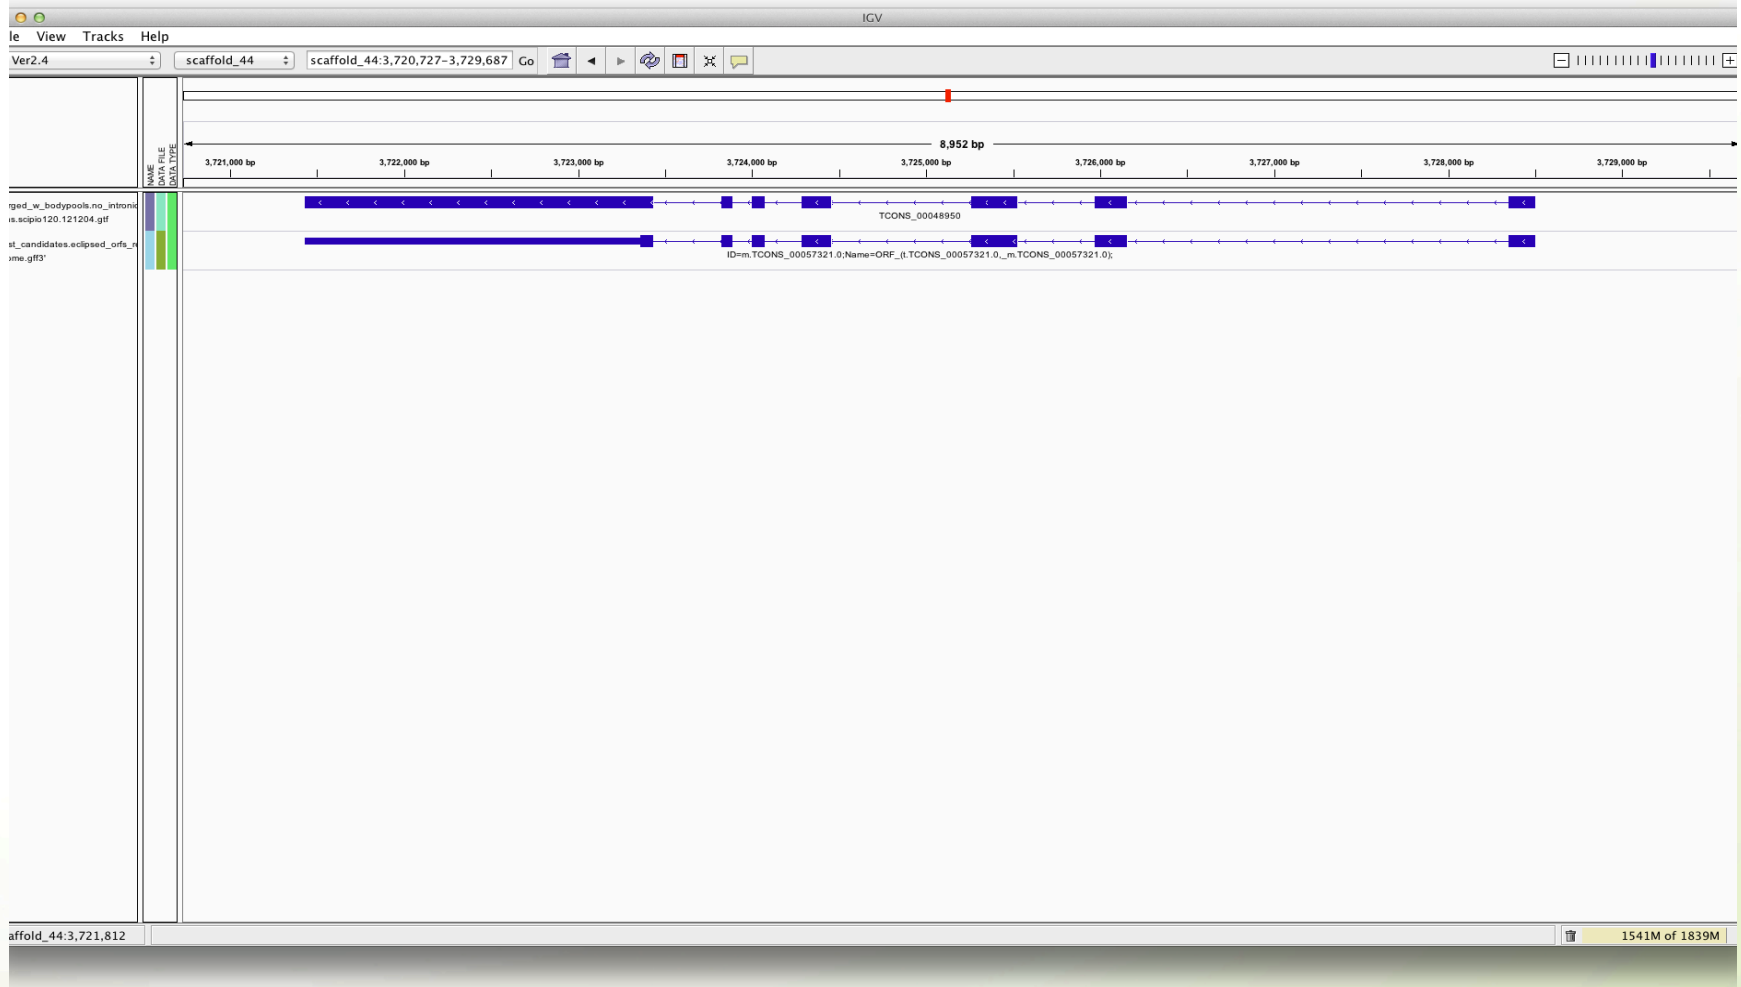 IGV
le View Tracks Help
Ver2.4 scaffold_44 scaffold_44:3,720,727-3,729,687 Go
NAME
DATA FILE
DATA TYPE
8,952 bp
3,721,000 bp 3,722,000 bp 3,723,000 bp 3,724,000 bp 3,725,000 bp 3,726,000 bp 3,727,000 bp 3,728,000 bp 3,729,000 bp
rged_w_bodypools.no_intronic
s.scipio120.121204.gtf
TCONS_00048950
st_candidates.eclipsed_orfs_r
ome.gff3'
ID=m.TCONS_00057321.0;Name=ORF_(t.TCONS_00057321.0,_m.TCONS_00057321.0);
affold_44:3,721,812
1541M of 1839M